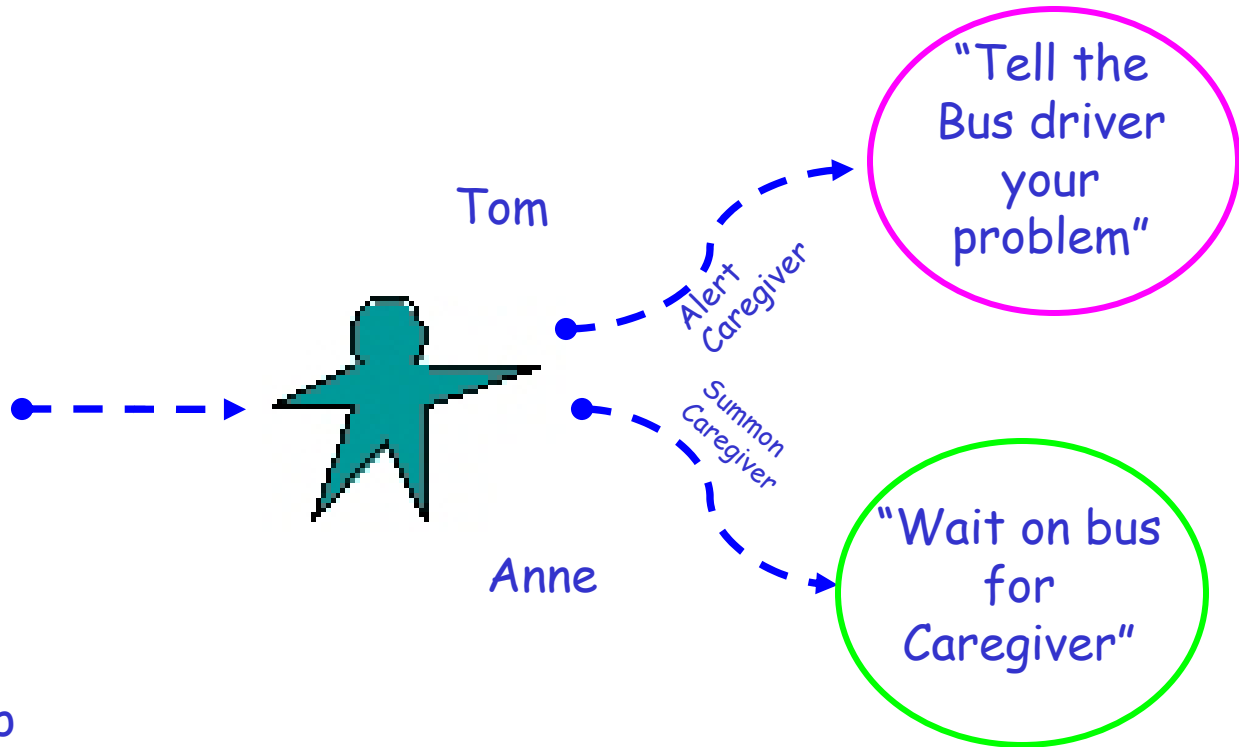 "Tell the
Bus driver
your
problem"
Tom
Alert
Caregiver
Summon
Caregiver
"Wait on bus
for
Caregiver"
Anne